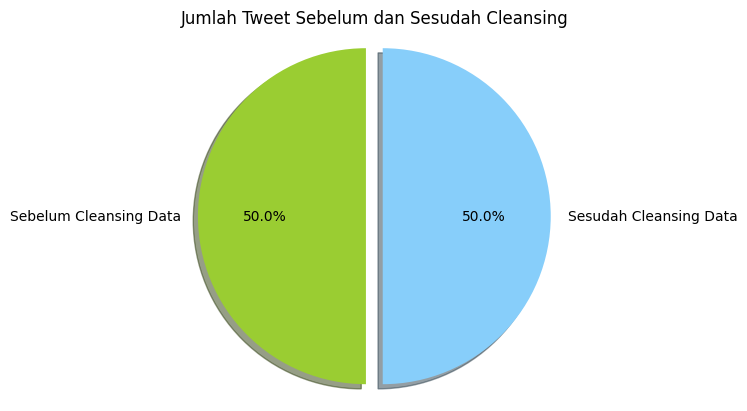 Jumlah Tweet Sebelum dan Sesudah Cleansing
Sebelum Cleansing Data
50.0%
50.0%
Sesudah Cleansing Data